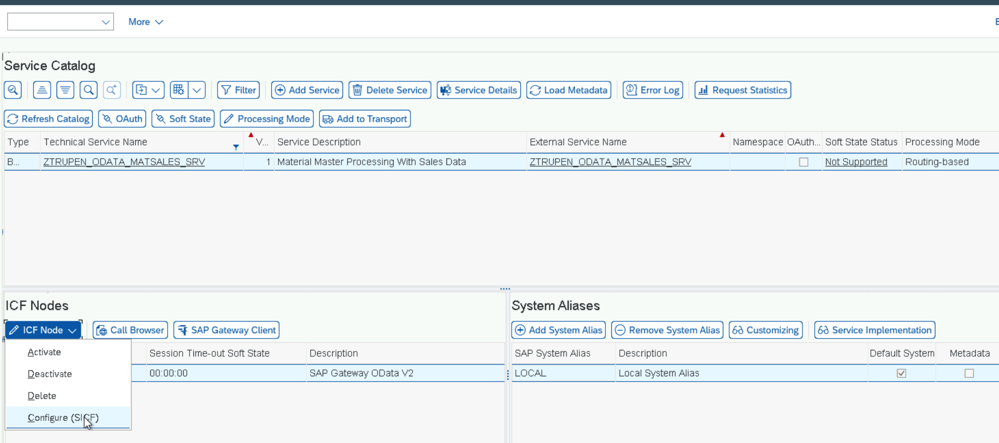 More
Service Catalog
Filter Add Service Delete Service Service Details Load Metadata Error Log Request Statistics
Refresh Catalog OAuth Soft State Processing Mode Add to Transport
Type Technical Service Name V... Service Description External Service Name Namespace OAuth... Soft State Status Processing Mode
B... ZTRUPEN_ODATA_MATSALES_SRV 1 Material Master Processing With Sales Data ZTRUPEN_ODATA_MATSALES_SRV Not Supported Routing-based
ICF Nodes
ICF Node Call Browser SAP Gateway Client
Session Time-out Soft State Description
00:00:00 SAP Gateway OData V2
Activate
Deactivate
Delete
Configure (SICF)
System Aliases
Add System Alias Remove System Alias Customizing Service Implementation
SAP System Alias Description Default System Metadata
LOCAL Local System Alias